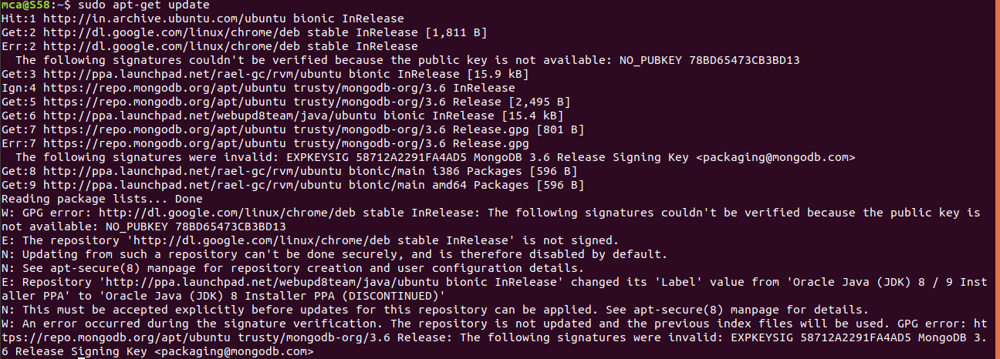 mca@S58:~$ sudo apt-get update
Hit:1 http://in.archive.ubuntu.com/ubuntu bionic InRelease
Get:2 http://dl.google.com/linux/chrome/deb stable InRelease [1,811 B]
Err:2 http://dl.google.com/linux/chrome/deb stable InRelease
  The following signatures couldn't be verified because the public key is not available: NO_PUBKEY 78BD65473CB3BD13
Get:3 http://ppa.launchpad.net/rael-gc/rvm/ubuntu bionic InRelease [15.9 kB]
Ign:4 https://repo.mongodb.org/apt/ubuntu trusty/mongodb-org/3.6 InRelease
Get:5 https://repo.mongodb.org/apt/ubuntu trusty/mongodb-org/3.6 Release [2,495 B]
Get:6 http://ppa.launchpad.net/webupd8team/java/ubuntu bionic InRelease [15.4 kB]
Get:7 https://repo.mongodb.org/apt/ubuntu trusty/mongodb-org/3.6 Release.gpg [801 B]
Err:7 https://repo.mongodb.org/apt/ubuntu trusty/mongodb-org/3.6 Release.gpg
  The following signatures were invalid: EXPKEYSIG 58712A2291FA4AD5 MongoDB 3.6 Release Signing Key <packaging@mongodb.com>
Get:8 http://ppa.launchpad.net/rael-gc/rvm/ubuntu bionic/main i386 Packages [596 B]
Get:9 http://ppa.launchpad.net/rael-gc/rvm/ubuntu bionic/main amd64 Packages [596 B]
Reading package lists... Done
W: GPG error: http://dl.google.com/linux/chrome/deb stable InRelease: The following signatures couldn't be verified because the public key is
not available: NO_PUBKEY 78BD65473CB3BD13
E: The repository 'http://dl.google.com/linux/chrome/deb stable InRelease' is not signed.
N: Updating from such a repository can't be done securely, and is therefore disabled by default.
N: See apt-secure(8) manpage for repository creation and user configuration details.
E: Repository 'http://ppa.launchpad.net/webupd8team/java/ubuntu bionic InRelease' changed its 'Label' value from 'Oracle Java (JDK) 8 / 9 Inst
aller PPA' to 'Oracle Java (JDK) 8 Installer PPA (DISCONTINUED)'
N: This must be accepted explicitly before updates for this repository can be applied. See apt-secure(8) manpage for details.
W: An error occurred during the signature verification. The repository is not updated and the previous index files will be used. GPG error: ht
tps://repo.mongodb.org/apt/ubuntu trusty/mongodb-org/3.6 Release: The following signatures were invalid: EXPKEYSIG 58712A2291FA4AD5 MongoDB 3.
6 Release Signing Key <packaging@mongodb.com>